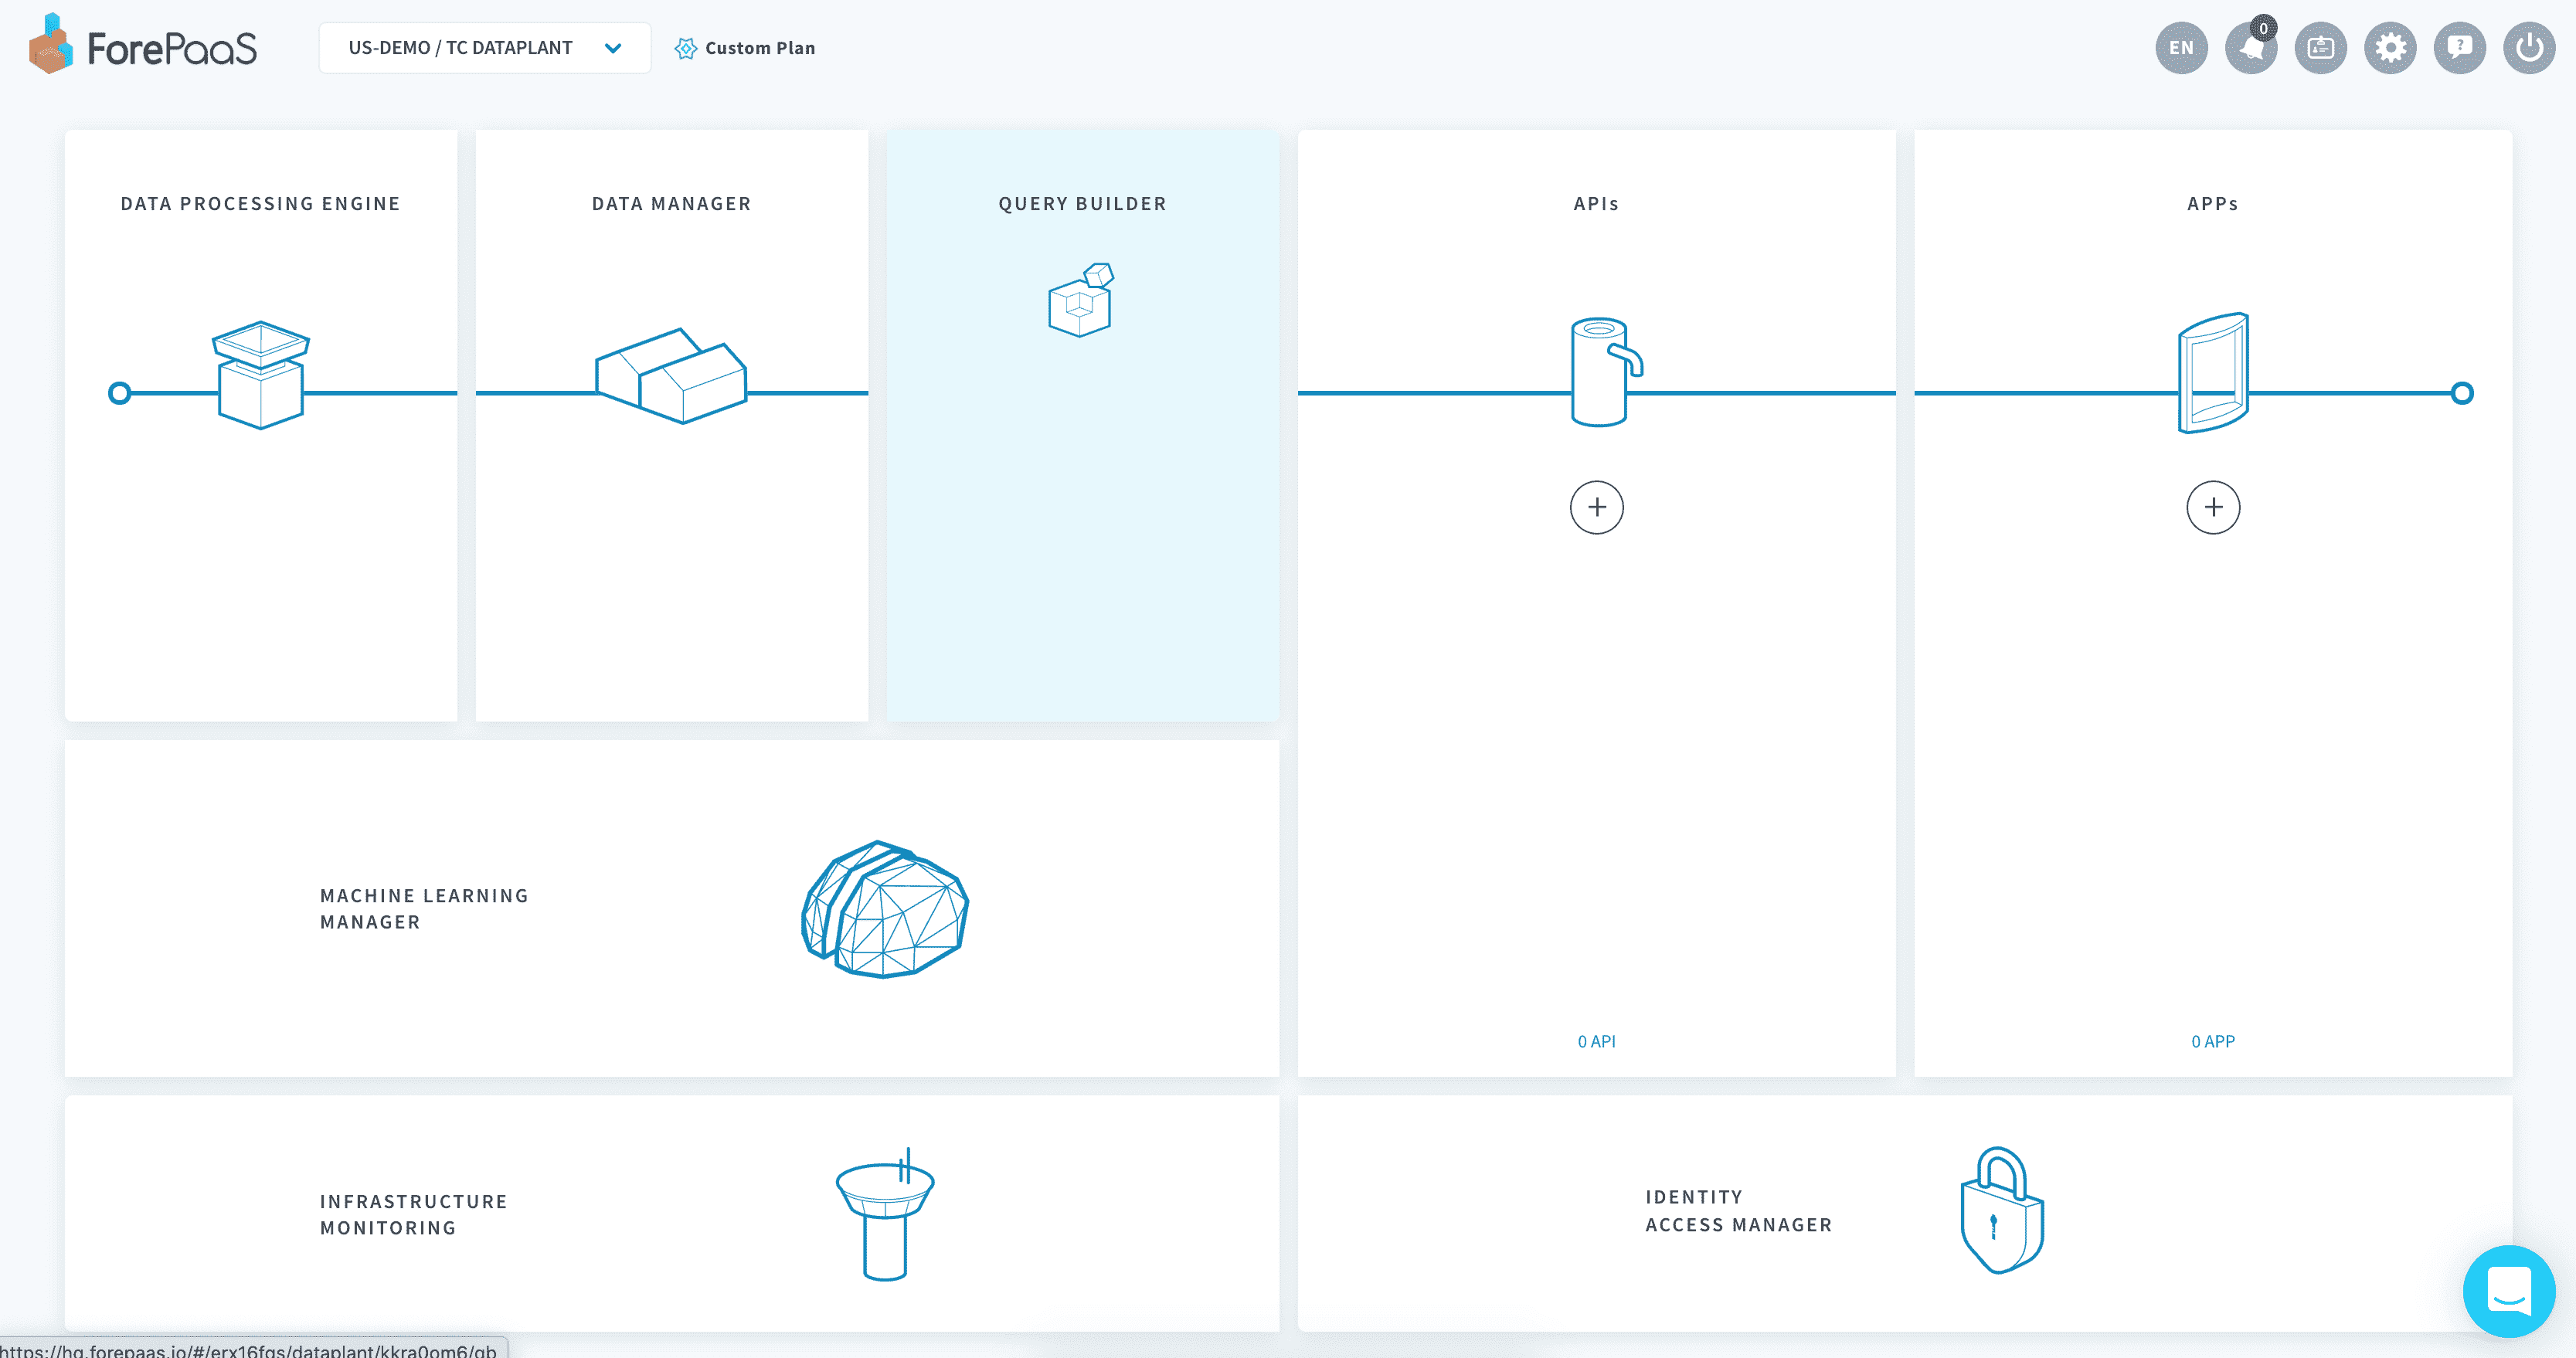 ForePaaS
US-DEMO / TC DATAPLANT
Custom Plan
EN
0
?
DATA PROCESSING ENGINE
DATA MANAGER
QUERY BUILDER
APIs
APPs
MACHINE LEARNING
MANAGER
0 API
0 APP
INFRASTRUCTURE
MONITORING
IDENTITY
ACCESS MANAGER
https://hq.forepaas.io/#/erx16fqs/dataplant/kkra0om6/qb